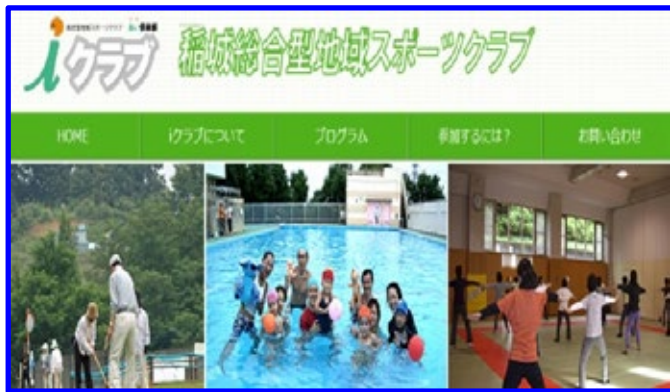 iクラブ
稲城総合型地域スポーツクラブ
HOME
iクラブについて
プログラム
参加するには？
お問い合わせ